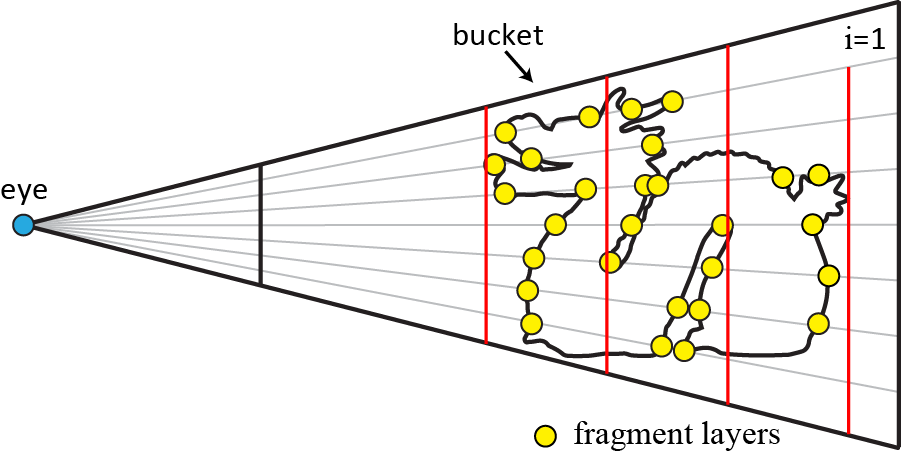 bucket
i=1
eye
fragment layers